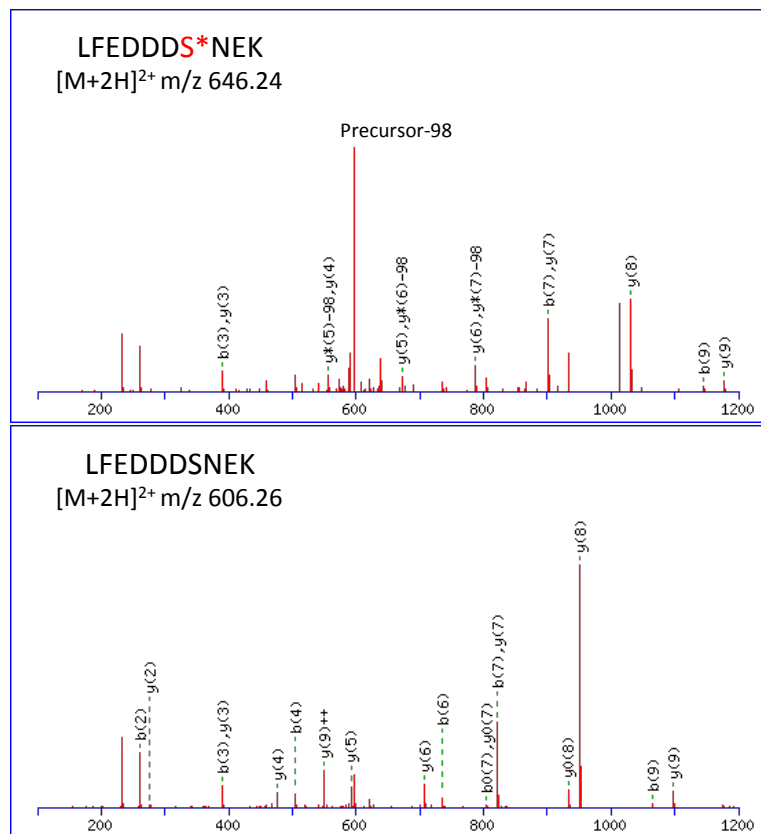 LFEDDDS*NEK
[M+2H]²⁺ m/z 646.24
Precursor-98
b(3),y(3)
y*(5)-98,y(4)
y(5),y*(6)-98
y(6),y*(7)-98
b(7),y(7)
y(8)
b(9)
y(9)
200 400 600 800 1000 1200
LFEDDDSNEK
[M+2H]²⁺ m/z 606.26
b(2)
y(2)
b(3),y(3)
y(4)
b(4)
y(9)++
y(5)
y(6)
b(6)
b0(7),y0(7)
b(7),y(7)
y0(8)
y(8)
b(9)
y(9)
200 400 600 800 1000 1200